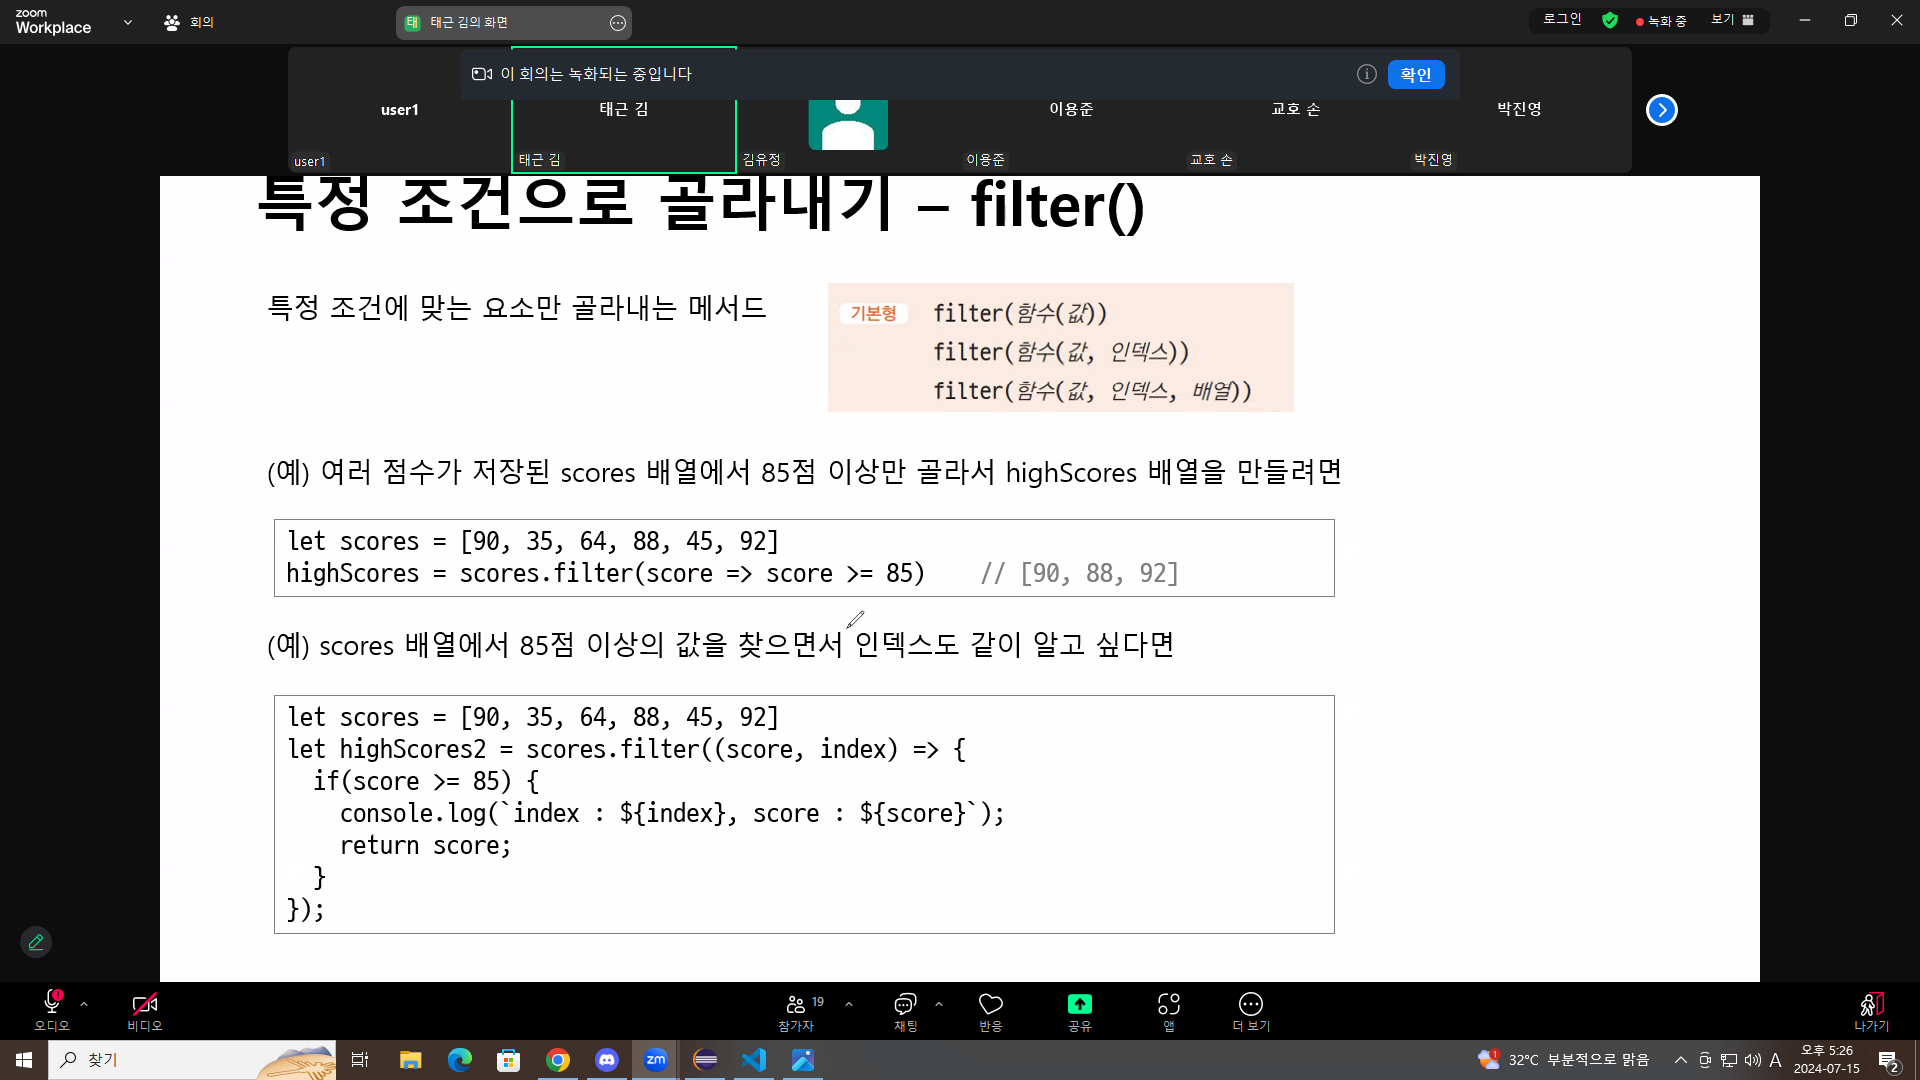 zoom
Workplace
회의
태 태근 김의 화면
로그인
녹화 중
보기
이 회의는 녹화되는 중입니다
확인
user1
태근 김
이용준
교호 손
박진영
user1
태근 김
김유정
이용준
교호 손
박진영
특정 조건으로 골라내기 – filter()
특정 조건에 맞는 요소만 골라내는 메서드
기본형 filter(함수(값))
filter(함수(값, 인덱스))
filter(함수(값, 인덱스, 배열))
(예) 여러 점수가 저장된 scores 배열에서 85점 이상만 골라서 highScores 배열을 만들려면
let scores = [90, 35, 64, 88, 45, 92]
highScores = scores.filter(score => score >= 85) // [90, 88, 92]
(예) scores 배열에서 85점 이상의 값을 찾으면서 인덱스도 같이 알고 싶다면
let scores = [90, 35, 64, 88, 45, 92]
let highScores2 = scores.filter((score, index) => {
if(score >= 85) {
console.log(`index : ${index}, score : ${score}`);
return score;
}
});
오디오
비디오
19
참가자
채팅
반응
공유
앱
더 보기
나가기
찾기
zm
1
32°C 부분적으로 맑음
A
오후 5:26
2024-07-15
2